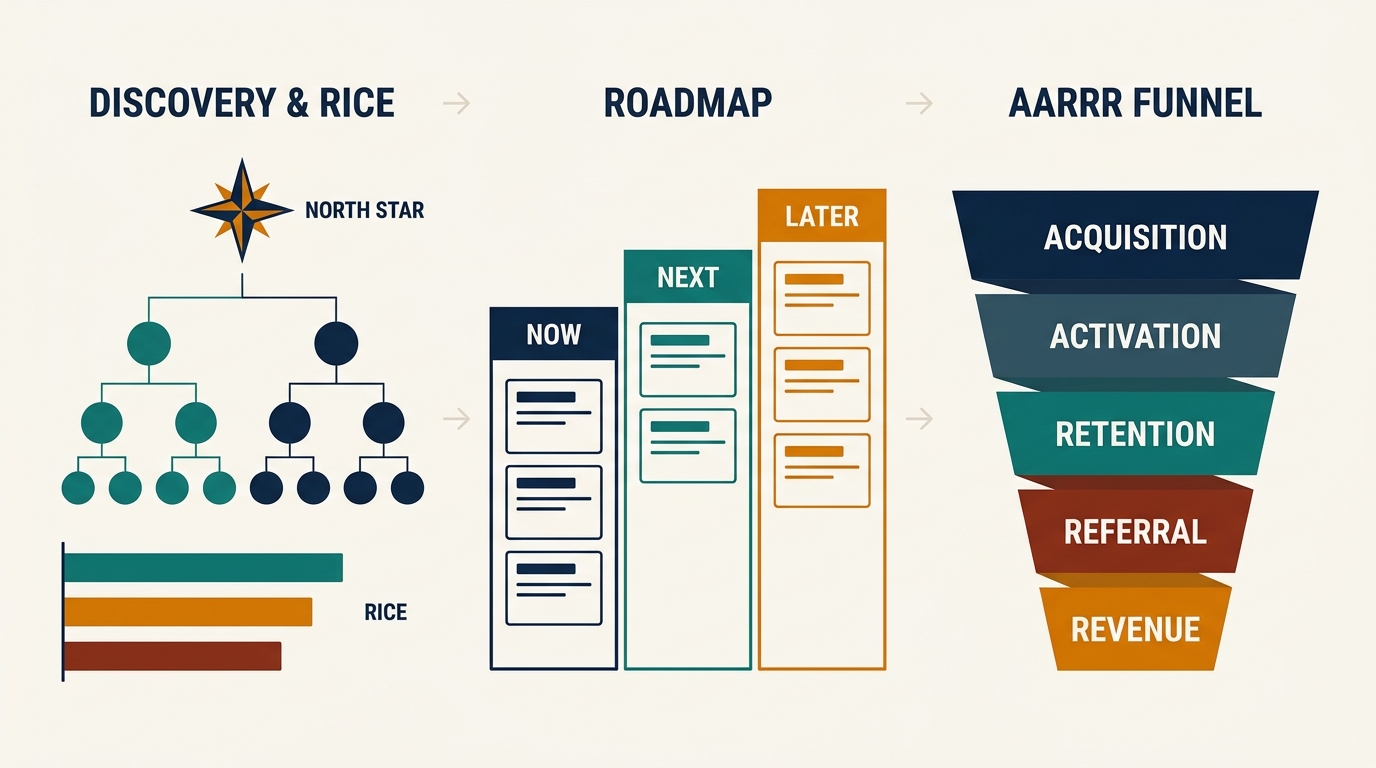 DISCOVERY & RICE
NORTH STAR
RICE
ROADMAP
NOW
NEXT
LATER
AARRR FUNNEL
ACQUISITION
ACTIVATION
RETENTION
REFERRAL
REVENUE